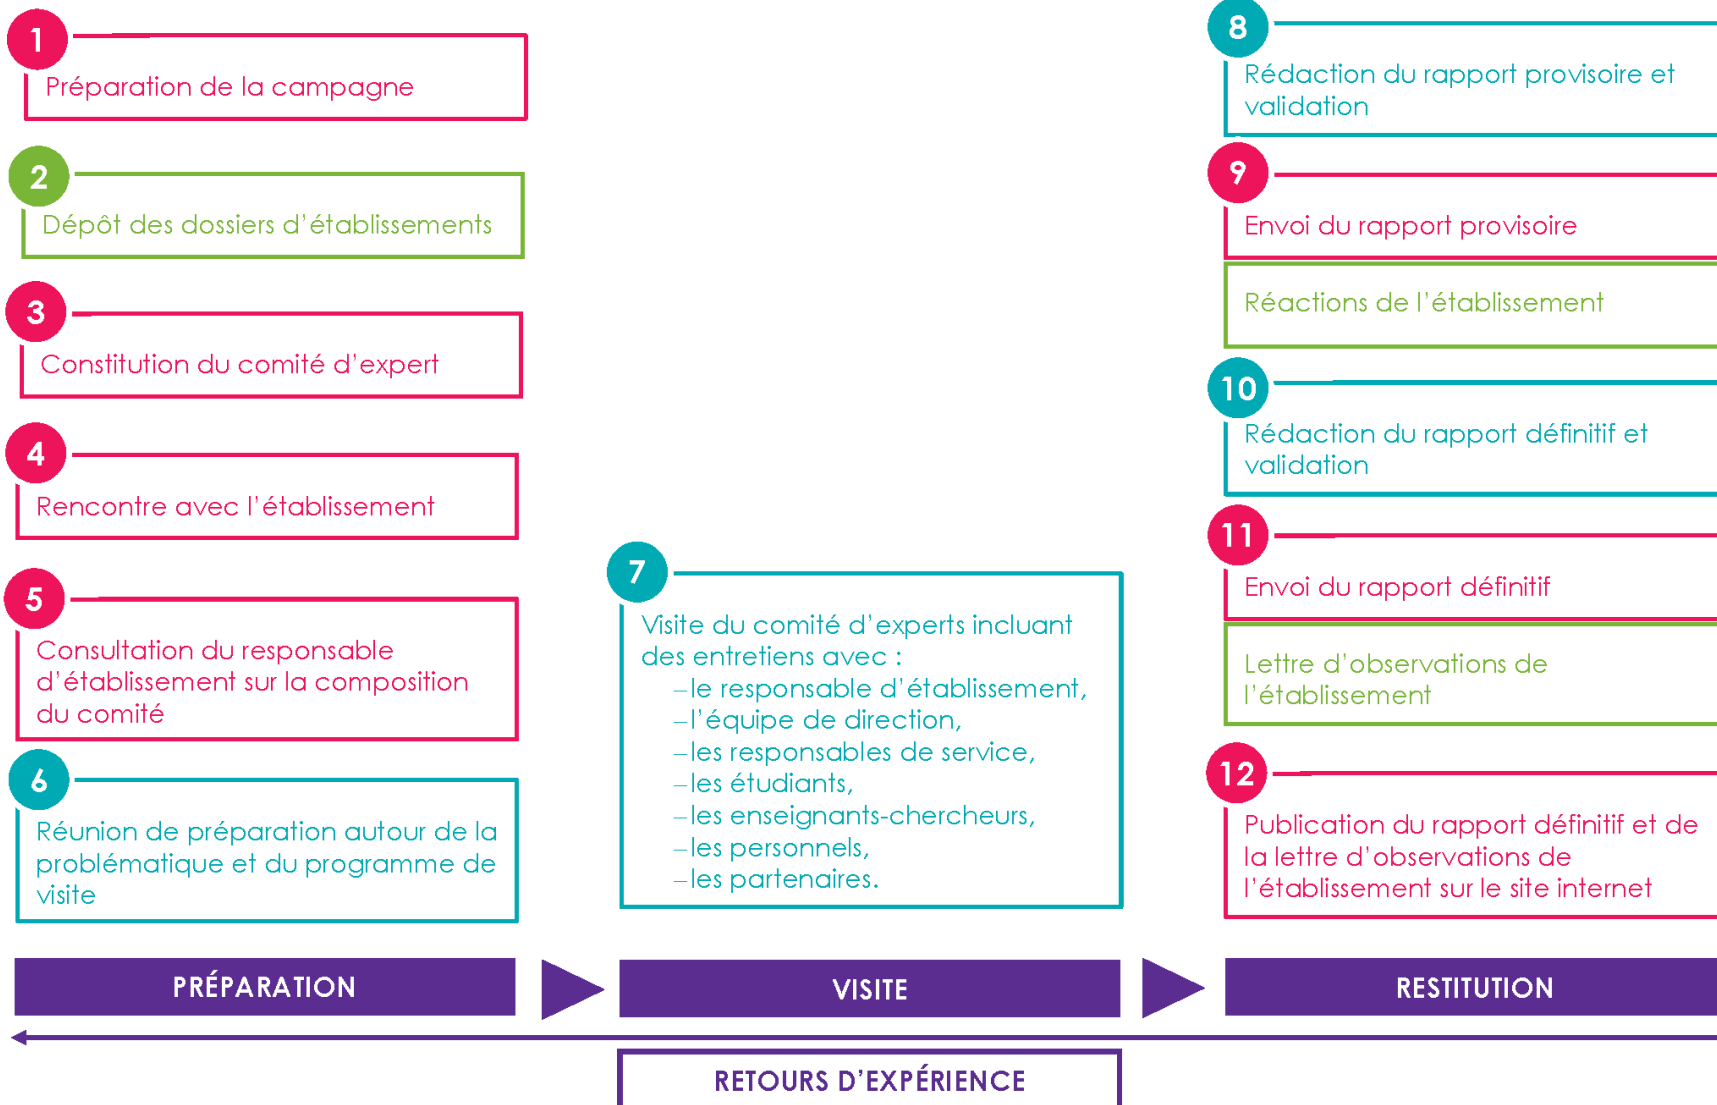 1
Préparation de la campagne
2
Dépôt des dossiers d'établissements
3
Constitution du comité d'expert
4
Rencontre avec l'établissement
5
Consultation du responsable
d'établissement sur la composition
du comité
6
Réunion de préparation autour de la
problématique et du programme de
visite
7
Visite du comité d'experts incluant
des entretiens avec :
–le responsable d'établissement,
–l'équipe de direction,
–les responsables de service,
–les étudiants,
–les enseignants-chercheurs,
–les personnels,
–les partenaires.
8
Rédaction du rapport provisoire et
validation
9
Envoi du rapport provisoire
Réactions de l'établissement
10
Rédaction du rapport définitif et
validation
11
Envoi du rapport définitif
Lettre d'observations de
l'établissement
12
Publication du rapport définitif et de
la lettre d'observations de
l'établissement sur le site internet
PRÉPARATION
VISITE
RESTITUTION
RETOURS D'EXPÉRIENCE